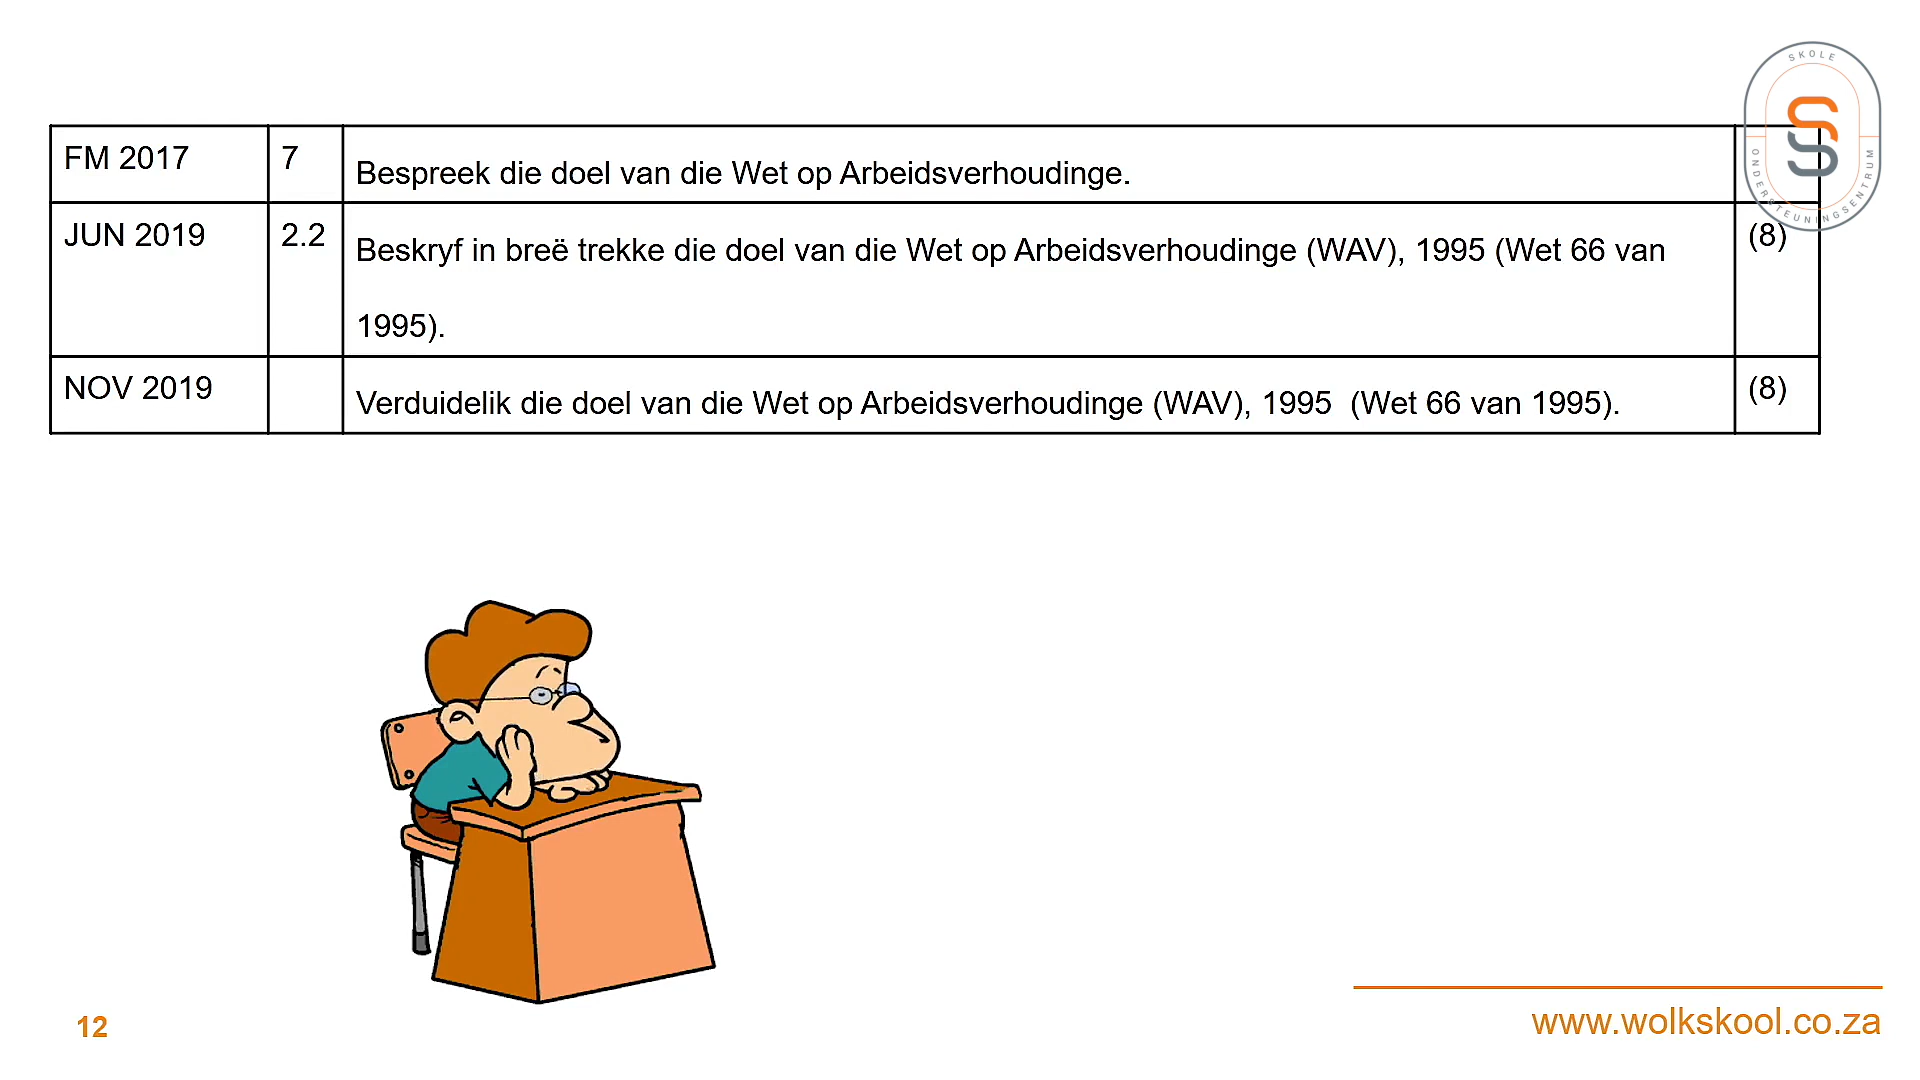 SKOLE
ONDERSTEUNINGSENTRUM
FM 2017 7 Bespreek die doel van die Wet op Arbeidsverhoudinge.
JUN 2019 2.2 Beskryf in breë trekke die doel van die Wet op Arbeidsverhoudinge (WAV), 1995 (Wet 66 van (8)
1995).
NOV 2019 Verduidelik die doel van die Wet op Arbeidsverhoudinge (WAV), 1995 (Wet 66 van 1995). (8)
12
www.wolkskool.co.za